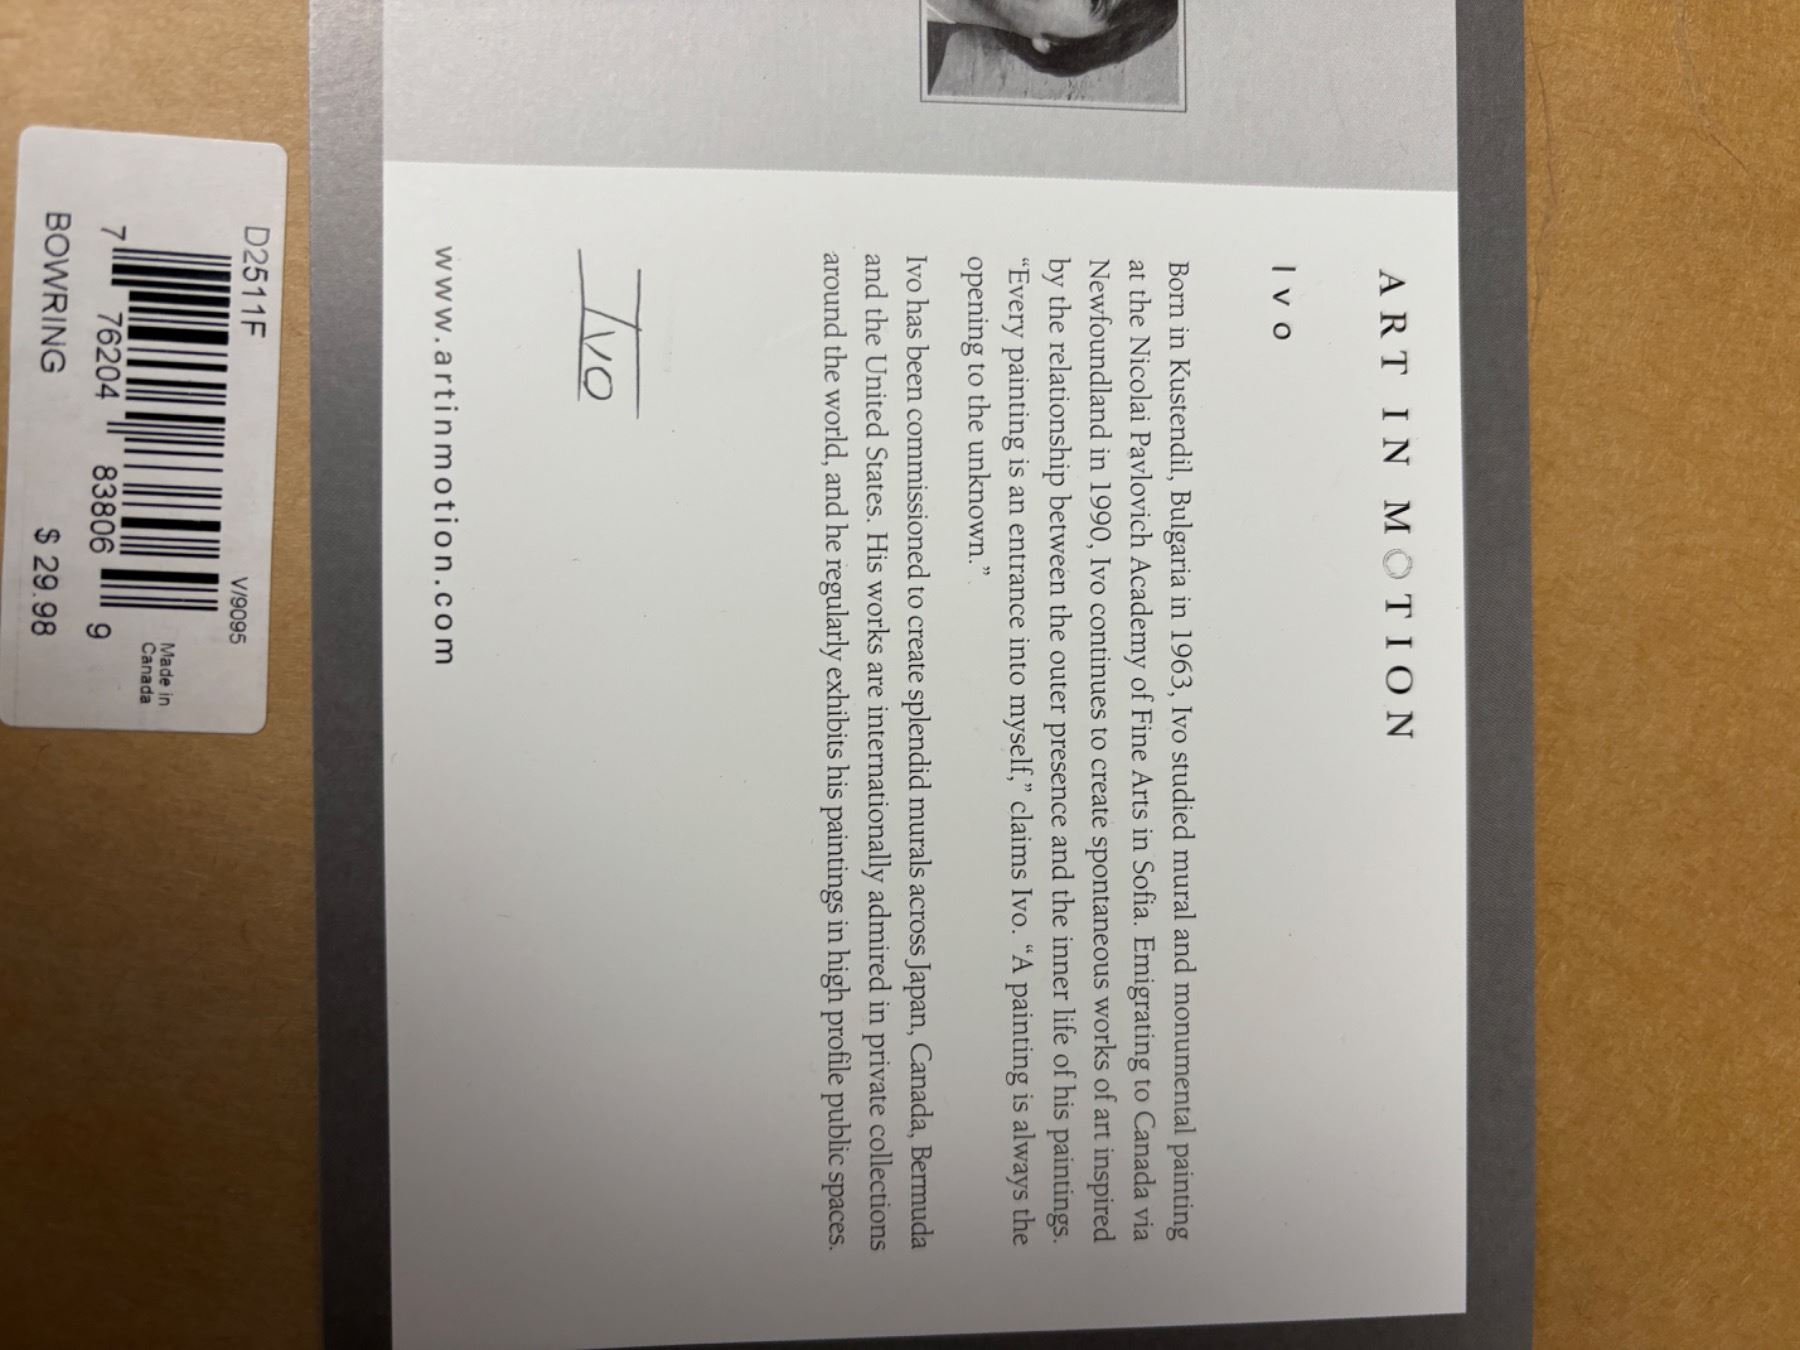 ART IN MOTION
Ivo
Born in Kustendil, Bulgaria in 1963, Ivo studied mural and monumental painting
at the Nicolai Pavlovich Academy of Fine Arts in Sofia. Emigrating to Canada via
Newfoundland in 1990, Ivo continues to create spontaneous works of art inspired
by the relationship between the outer presence and the inner life of his paintings.
“Every painting is an entrance into myself,” claims Ivo. “A painting is always the
opening to the unknown.”
Ivo has been commissioned to create splendid murals across Japan, Canada, Bermuda
and the United States. His works are internationally admired in private collections
around the world, and he regularly exhibits his paintings in high profile public spaces.
Ivo
www.artinmotion.com
D2511F V/9095
Made in
Canada
7 76204 83806 9
BOWRING $ 29.98